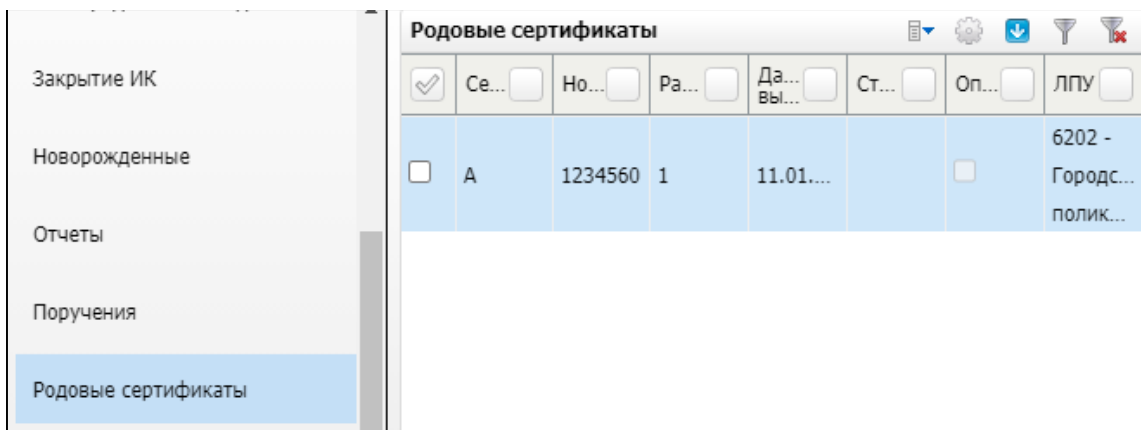 Родовые сертификаты
Се... Но... Ра... Да... вы... Ст... Оп... ЛПУ
А 1234560 1 11.01.... 6202 -
Городс...
полик...
Закрытие ИК
Новорожденные
Отчеты
Поручения
Родовые сертификаты